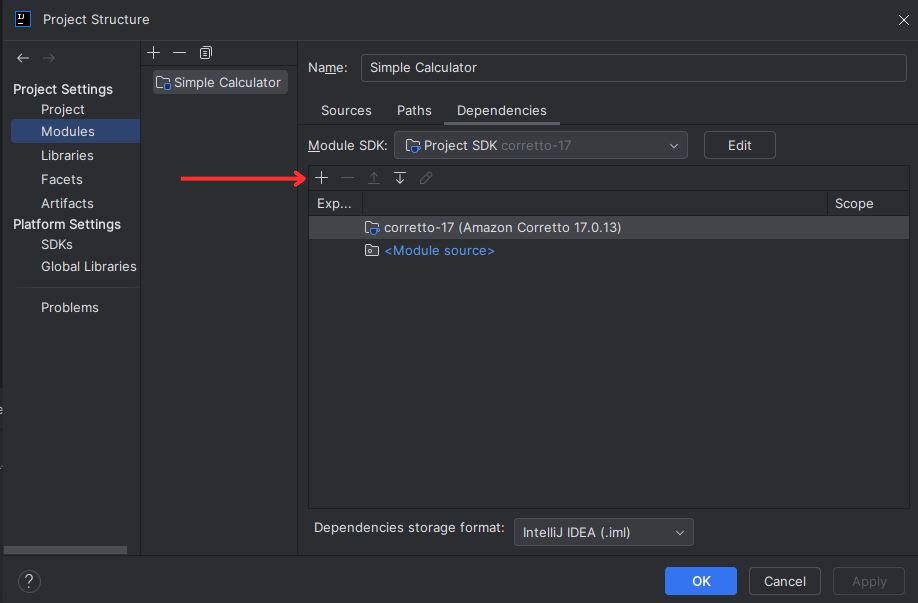 Project Structure
Project Settings
Project
Modules
Libraries
Facets
Artifacts
Platform Settings
SDKs
Global Libraries
Problems
Simple Calculator
Name: Simple Calculator
Sources Paths Dependencies
Module SDK: Project SDK corretto-17 Edit
Exp... Scope
corretto-17 (Amazon Corretto 17.0.13)
<Module source>
Dependencies storage format: IntelliJ IDEA (.iml)
? OK Cancel Apply